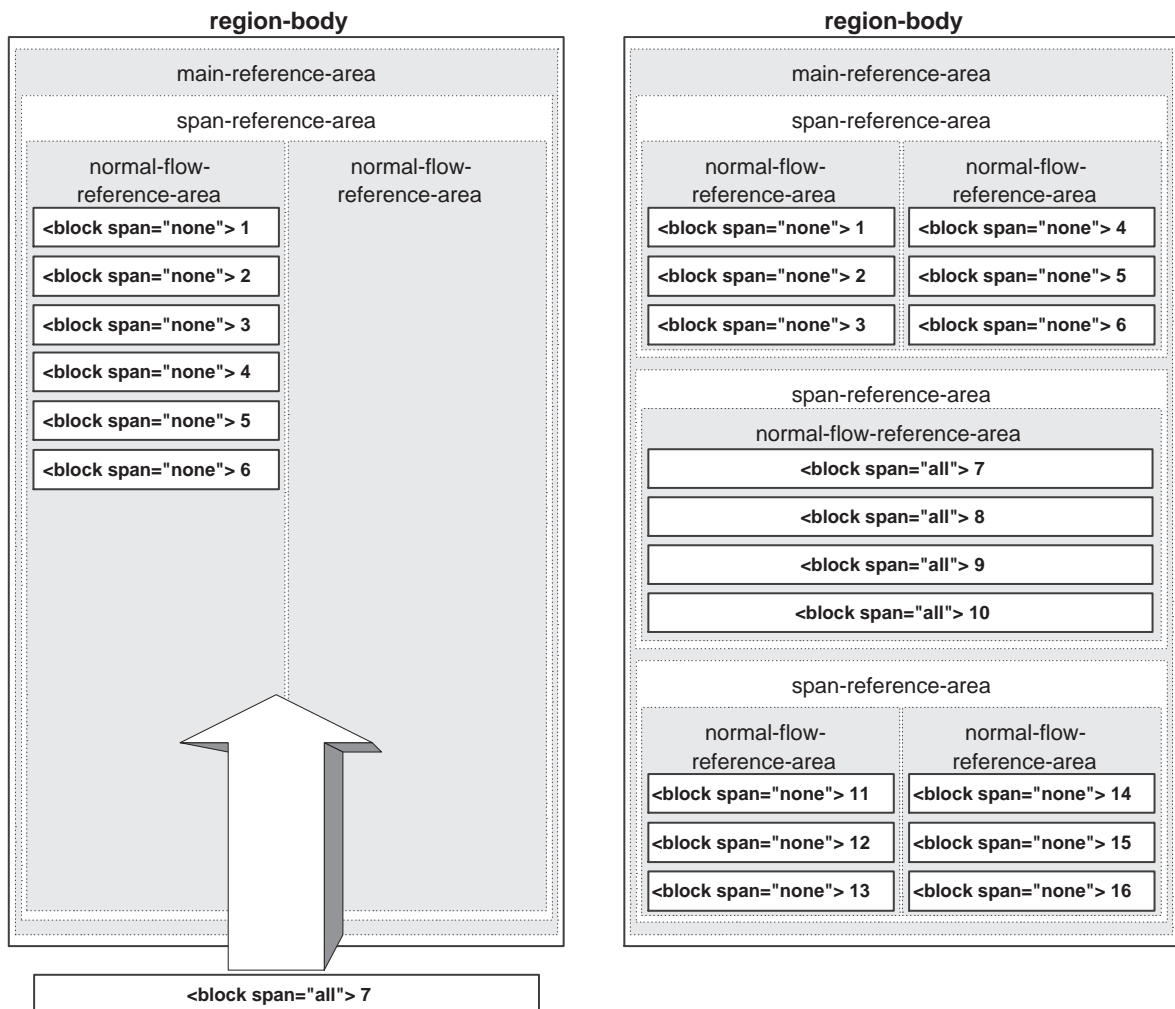 region-body
main-reference-area
span-reference-area
normal-flow-
reference-area
<block span="none"> 1
<block span="none"> 2
<block span="none"> 3
<block span="none"> 4
<block span="none"> 5
<block span="none"> 6
normal-flow-
reference-area
<block span="all"> 7
region-body
main-reference-area
span-reference-area
normal-flow-
reference-area
<block span="none"> 1
<block span="none"> 2
<block span="none"> 3
normal-flow-
reference-area
<block span="none"> 4
<block span="none"> 5
<block span="none"> 6
span-reference-area
normal-flow-reference-area
<block span="all"> 7
<block span="all"> 8
<block span="all"> 9
<block span="all"> 10
span-reference-area
normal-flow-
reference-area
<block span="none"> 11
<block span="none"> 12
<block span="none"> 13
normal-flow-
reference-area
<block span="none"> 14
<block span="none"> 15
<block span="none"> 16